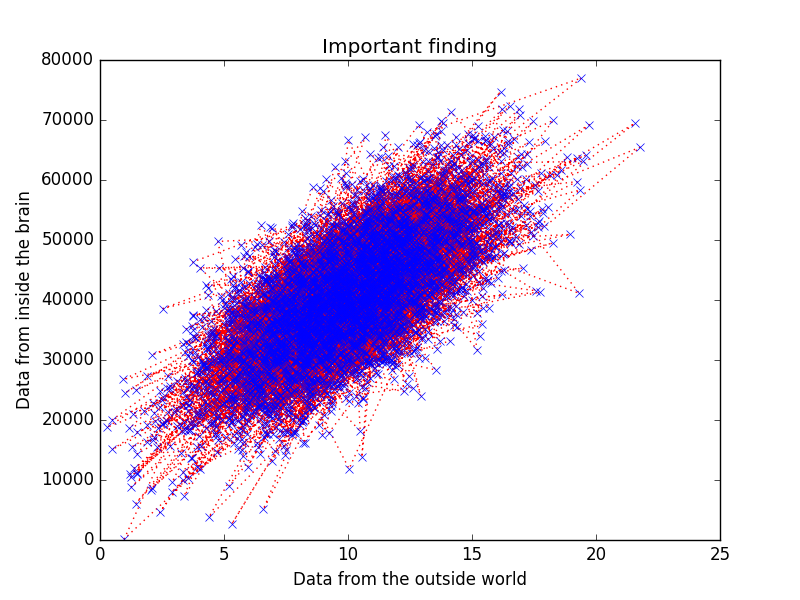 Important finding
80000
70000
60000
50000
40000
30000
20000
10000
0
Data from inside the brain
0 5 10 15 20 25
Data from the outside world